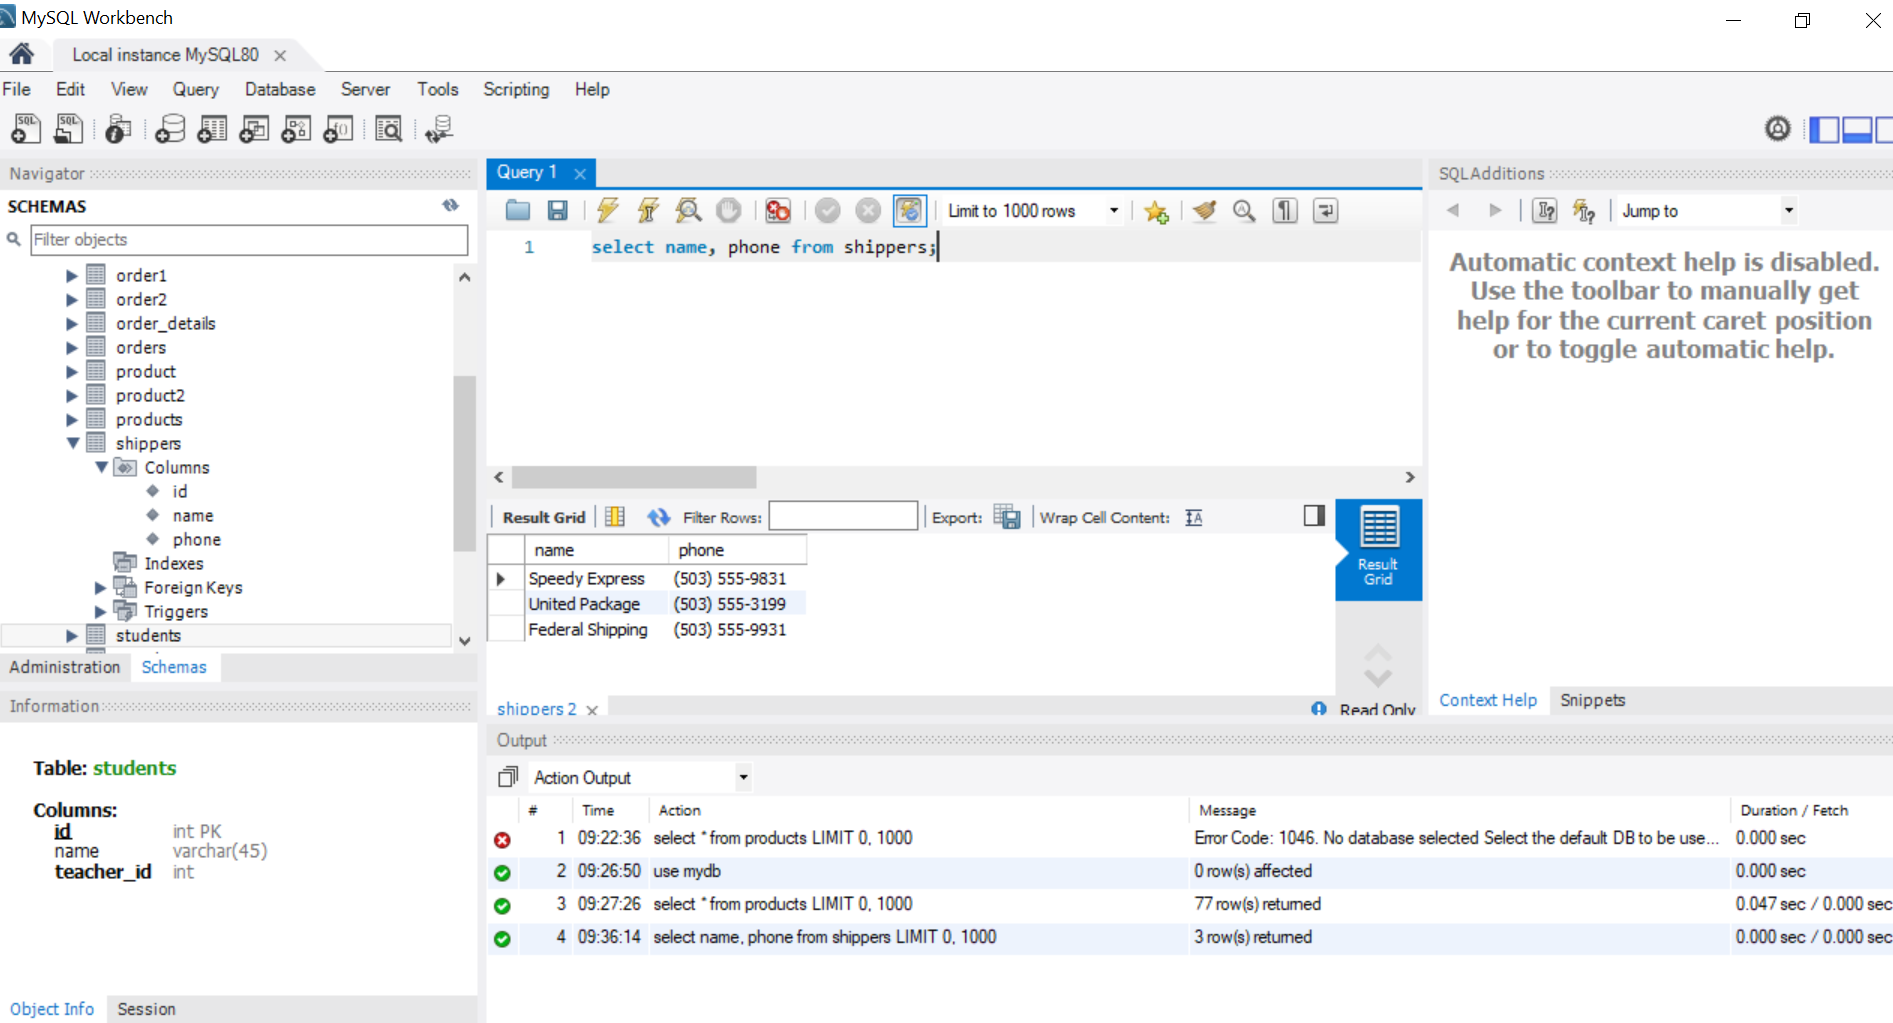 MySQL Workbench
Local instance MySQL80
File Edit View Query Database Server Tools Scripting Help
Navigator
SCHEMAS
Filter objects
order1
order2
order_details
orders
product
product2
products
shippers
Columns
id
name
phone
Indexes
Foreign Keys
Triggers
students
Administration Schemas
Information
Table: students
Columns:
id int PK
name varchar(45)
teacher_id int
Object Info Session
Query 1
Limit to 1000 rows
1 select name, phone from shippers;
Result Grid Filter Rows: Export: Wrap Cell Content:
name phone
Speedy Express (503) 555-9831
United Package (503) 555-3199
Federal Shipping (503) 555-9931
Result
Grid
shippers 2 Read Only
SQLAdditions
Jump to
Automatic context help is disabled.
Use the toolbar to manually get
help for the current caret position
or to toggle automatic help.
Context Help Snippets
Output
Action Output
# Time Action Message Duration / Fetch
1 09:22:36 select * from products LIMIT 0, 1000 Error Code: 1046. No database selected Select the default DB to be use... 0.000 sec
2 09:26:50 use mydb 0 row(s) affected 0.000 sec
3 09:27:26 select * from products LIMIT 0, 1000 77 row(s) returned 0.047 sec / 0.000 sec
4 09:36:14 select name, phone from shippers LIMIT 0, 1000 3 row(s) returned 0.000 sec / 0.000 sec